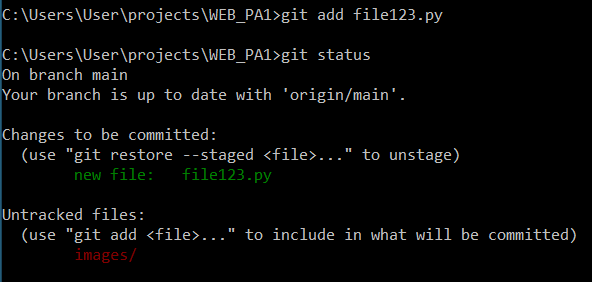 C:\Users\User\projects\WEB_PA1>git add file123.py
C:\Users\User\projects\WEB_PA1>git status
On branch main
Your branch is up to date with 'origin/main'.
Changes to be committed:
  (use "git restore --staged <file>..." to unstage)
        new file:   file123.py
Untracked files:
  (use "git add <file>..." to include in what will be committed)
        images/